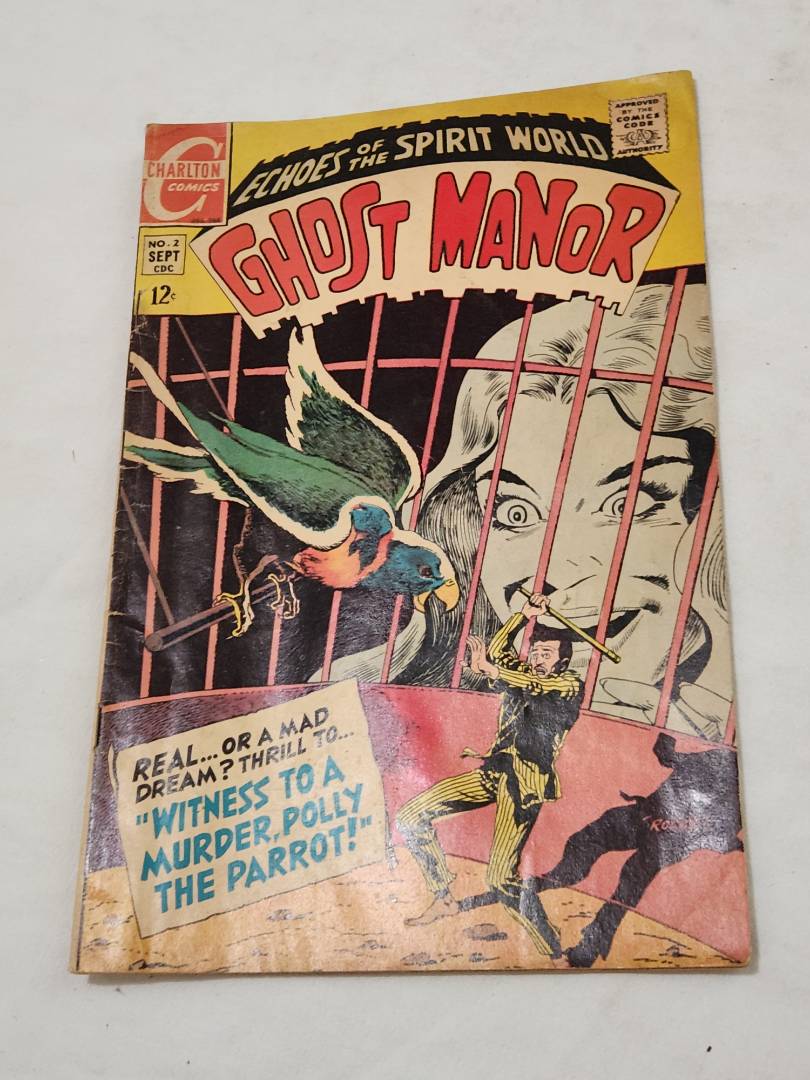 CHARLTON
COMICS
NO. 2
SEPT
CDC
12¢
ECHOES OF THE SPIRIT WORLD
APPROVED
BY THE
COMICS
CODE
AUTHORITY
GHOST MANOR
REAL... OR A MAD
DREAM? THRILL TO...
"WITNESS TO A
MURDER, POLLY
THE PARROT!"